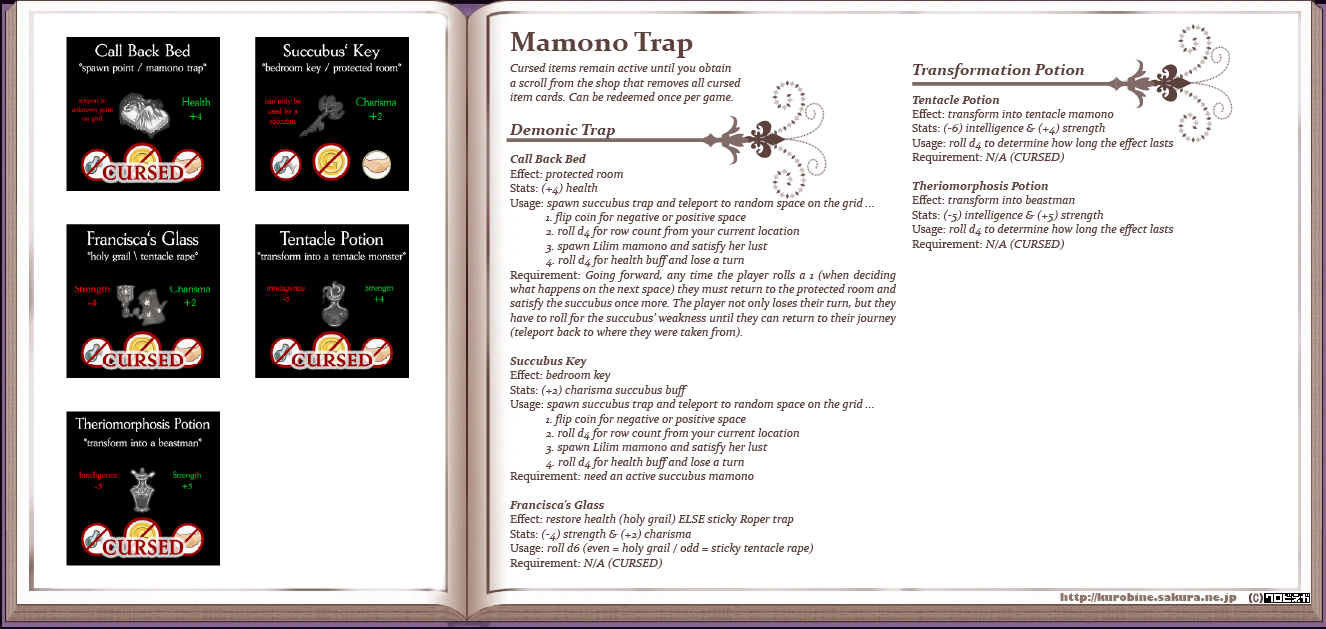 Call Back Bed
"spawn point / mamono trap"
teleport to
unknown point
on grid
Health
+4
CURSED
Succubus' Key
"bedroom key / protected room"
can only be
used by a
succubus
Charisma
+2
Francisca's Glass
"holy grail \ tentacle rape"
Strength
-4
Charisma
+2
CURSED
Tentacle Potion
"transform into a tentacle monster"
Intelligence
Strength
+4
CURSED
Theriomorphosis Potion
"transform into a beastman"
Intelligence
-5
Strength
+5
CURSED
Mamono Trap
Cursed items remain active until you obtain
a scroll from the shop that removes all cursed
item cards. Can be redeemed once per game.
Demonic Trap
Call Back Bed
Effect: protected room
Stats: (+4) health
Usage: spawn succubus trap and teleport to random space on the grid ...
1. flip coin for negative or positive space
2. roll d4 for row count from your current location
3. spawn Lilim mamono and satisfy her lust
4. roll d4 for health buff and lose a turn
Requirement: Going forward, any time the player rolls a 1 (when deciding
what happens on the next space) they must return to the protected room and
satisfy the succubus once more. The player not only loses their turn, but they
have to roll for the succubus' weakness until they can return to their journey
(teleport back to where they were taken from).
Succubus Key
Effect: bedroom key
Stats: (+2) charisma succubus buff
Usage: spawn succubus trap and teleport to random space on the grid ...
1. flip coin for negative or positive space
2. roll d4 for row count from your current location
3. spawn Lilim mamono and satisfy her lust
4. roll d4 for health buff and lose a turn
Requirement: need an active succubus mamono
Francisca's Glass
Effect: restore health (holy grail) ELSE sticky Roper trap
Stats: (-4) strength & (+2) charisma
Usage: roll d6 (even = holy grail / odd = sticky tentacle rape)
Requirement: N/A (CURSED)
Transformation Potion
Tentacle Potion
Effect: transform into tentacle mamono
Stats: (-6) intelligence & (+4) strength
Usage: roll d4 to determine how long the effect lasts
Requirement: N/A (CURSED)
Theriomorphosis Potion
Effect: transform into beastman
Stats: (-5) intelligence & (+5) strength
Usage: roll d4 to determine how long the effect lasts
Requirement: N/A (CURSED)
http://kurobine.sakura.ne.jp (C)